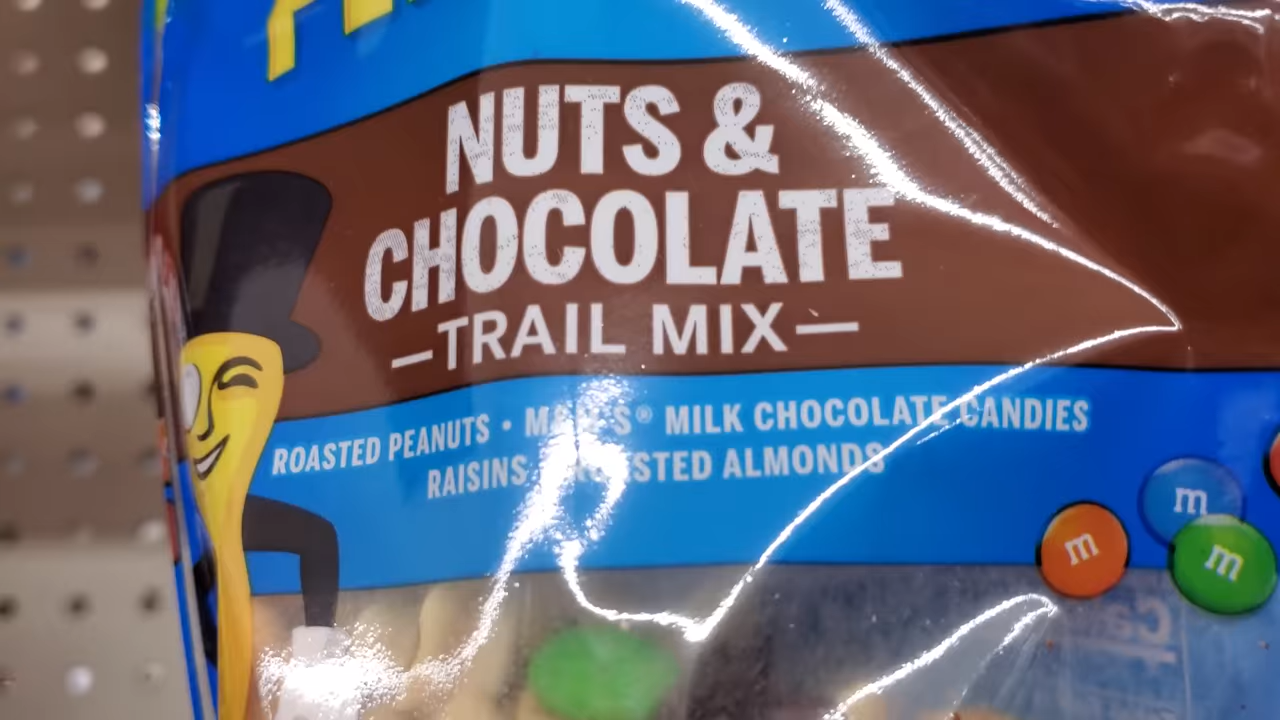 NUTS &
CHOCOLATE
—TRAIL MIX—
ROASTED PEANUTS • M&M'S® MILK CHOCOLATE CANDIES
RAISINS ROASTED ALMONDS
m
m
m